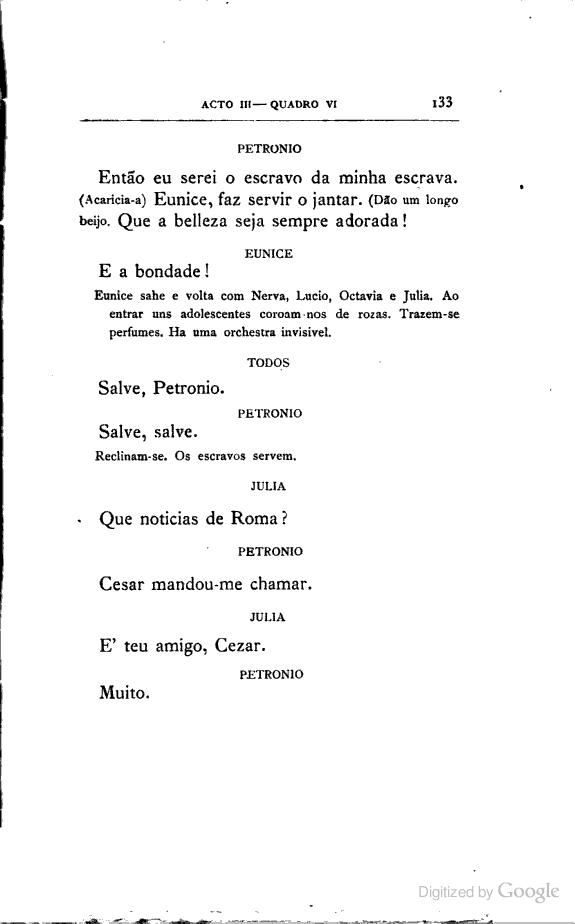 ACTO III — QUADRO VI 133
PETRONIO
Então eu serei o escravo da minha escrava.
(Acaricia-a) Eunice, faz servir o jantar. (Dão um longo
beijo. Que a belleza seja sempre adorada!
EUNICE
E a bondade!
Eunice sahe e volta com Nerva, Lucio, Octavia e Julia. Ao
entrar uns adolescentes coroam-nos de rozas. Trazem-se
perfumes. Ha uma orchestra invisivel.
TODOS
Salve, Petronio.
PETRONIO
Salve, salve.
Reclinam-se. Os escravos servem.
JULIA
Que noticias de Roma?
PETRONIO
Cesar mandou-me chamar.
JULIA
E' teu amigo, Cezar.
PETRONIO
Muito.
Digitized by Google